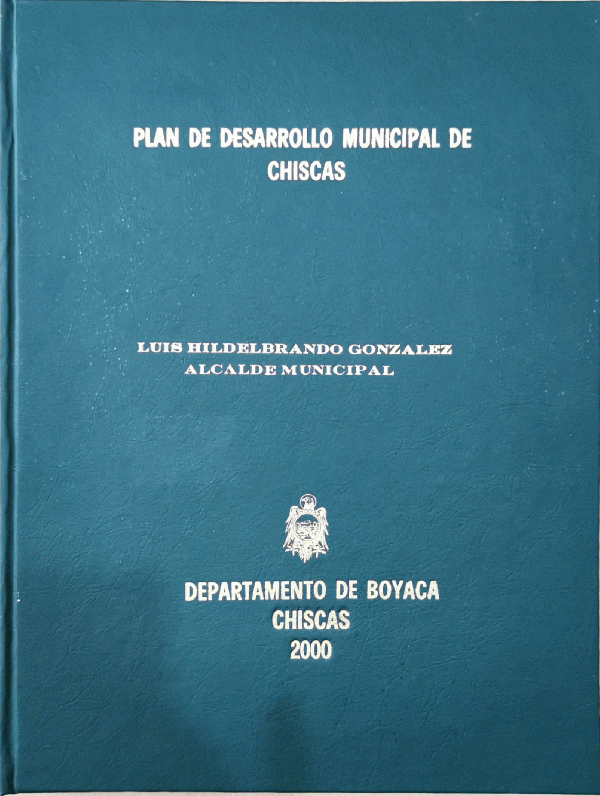 PLAN DE DESARROLLO MUNICIPAL DE
CHISCAS
LUIS HILDELBRANDO GONZALEZ
ALCALDE MUNICIPAL
DEPARTAMENTO DE BOYACA
CHISCAS
2000